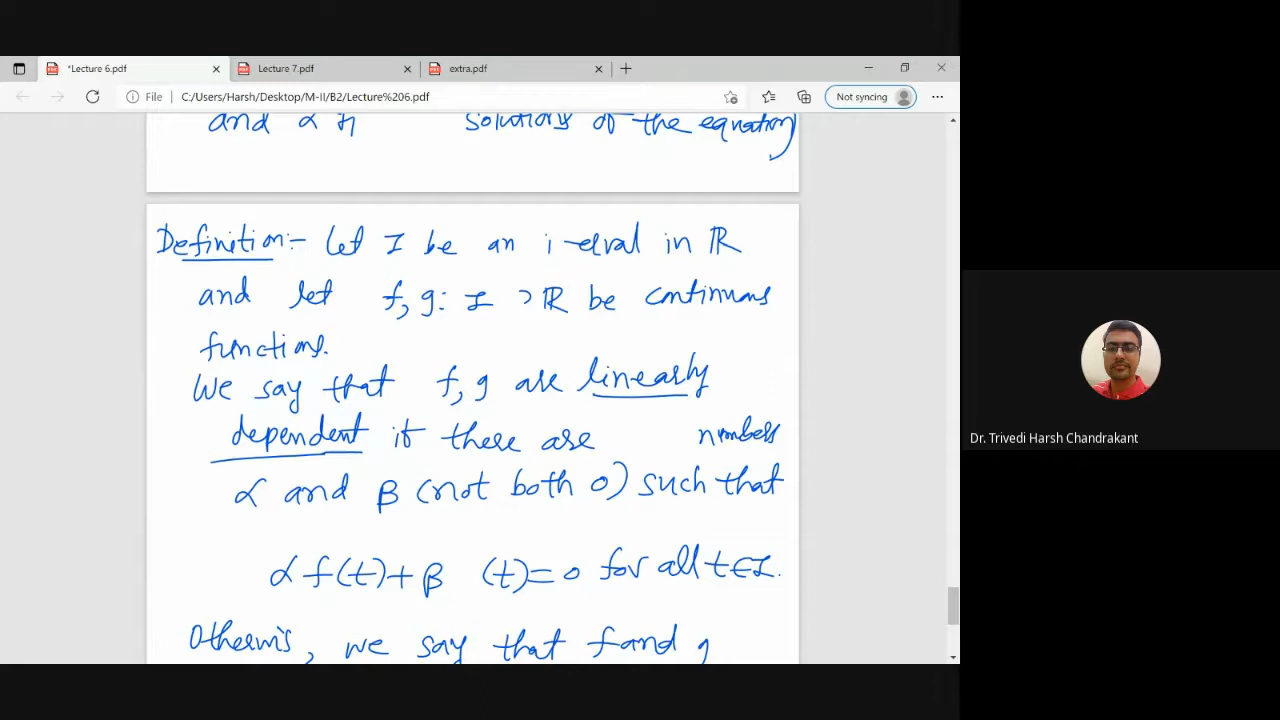 *Lecture 6.pdf
Lecture 7.pdf
extra.pdf
File
C:/Users/Harsh/Desktop/M-II/B2/Lecture%206.pdf
Not syncing
and α solutions of the equation
Definition:- Let I be an i erval in ℝ
and let f, g: I ℝ be continuous
functions.
We say that f, g are linearly
dependent if there are numbers
α and β (not both 0) such that
α f(t) + β (t) = 0 for all t ∈ I.
Otherwis , we say that f and g
Dr. Trivedi Harsh Chandrakant